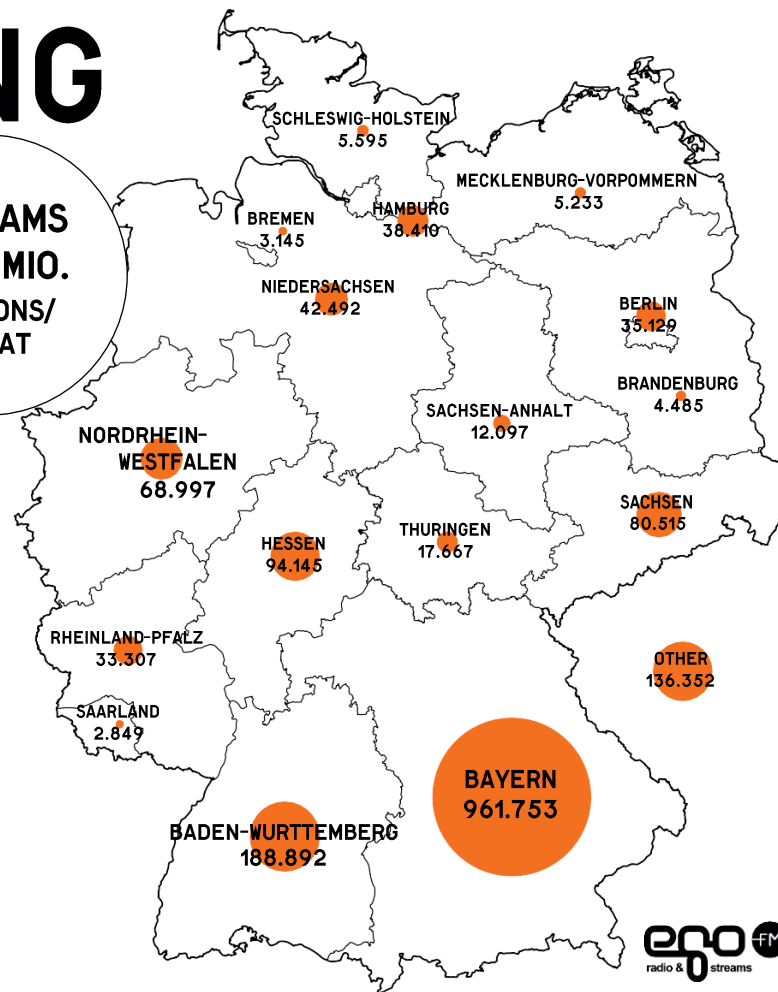 NG
AMS
MIO.
ONS/
AT
SCHLESWIG-HOLSTEIN
5.595
MECKLENBURG-VORPOMMERN
5.233
HAMBURG
38.410
BREMEN
3.145
NIEDERSACHSEN
42.492
BERLIN
35.129
BRANDENBURG
4.485
SACHSEN-ANHALT
12.097
NORDRHEIN-
WESTFALEN
68.997
SACHSEN
80.515
THURINGEN
17.667
HESSEN
94.145
RHEINLAND-PFALZ
33.307
OTHER
136.352
SAARLAND
2.849
BAYERN
961.753
BADEN-WURTTEMBERG
188.892
ego FM
radio & streams